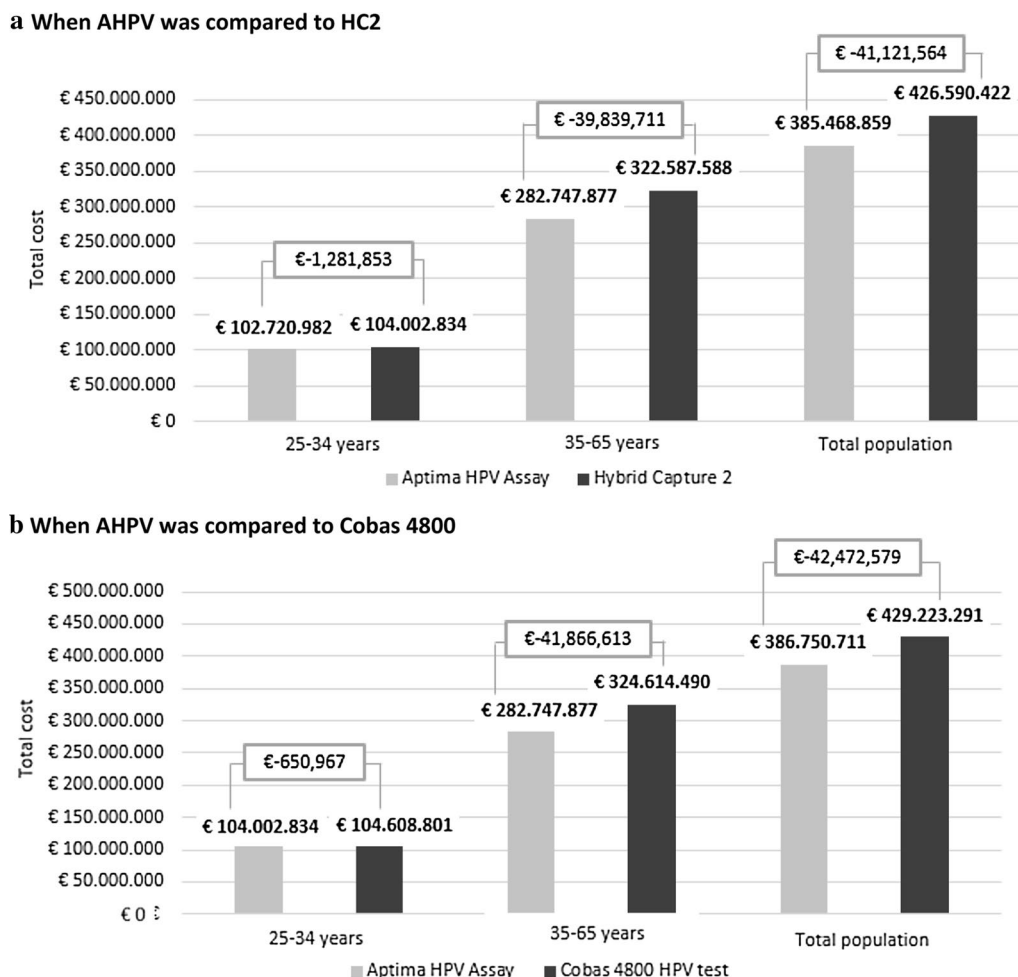 a When AHPV was compared to HC2
€ -41,121,564
€ 450.000.000
€ 426.590.422
€ -39,839,711
€ 400.000.000
€ 385.468.859
€ 350.000.000
€ 322.587.588
€ 300.000.000
€ 282.747.877
Total cost
€ 250.000.000
€-1,281,853
€ 200.000.000
€ 150.000.000
€ 102.720.982
€ 104.002.834
€ 100.000.000
€ 50.000.000
€ 0
25-34 years
35-65 years
Total population
Aptima HPV Assay
Hybrid Capture 2
b When AHPV was compared to Cobas 4800
€-42,472,579
€ 500.000.000
€ 450.000.000
€ 429.223.291
€-41,866,613
€ 400.000.000
€ 386.750.711
€ 350.000.000
€ 324.614.490
€ 300.000.000
€ 282.747.877
Total cost
€ 250.000.000
€-650,967
€ 200.000.000
€ 150.000.000
€ 104.002.834
€ 104.608.801
€ 100.000.000
€ 50.000.000
€ 0
25-34 years
35-65 years
Total population
Aptima HPV Assay
Cobas 4800 HPV test